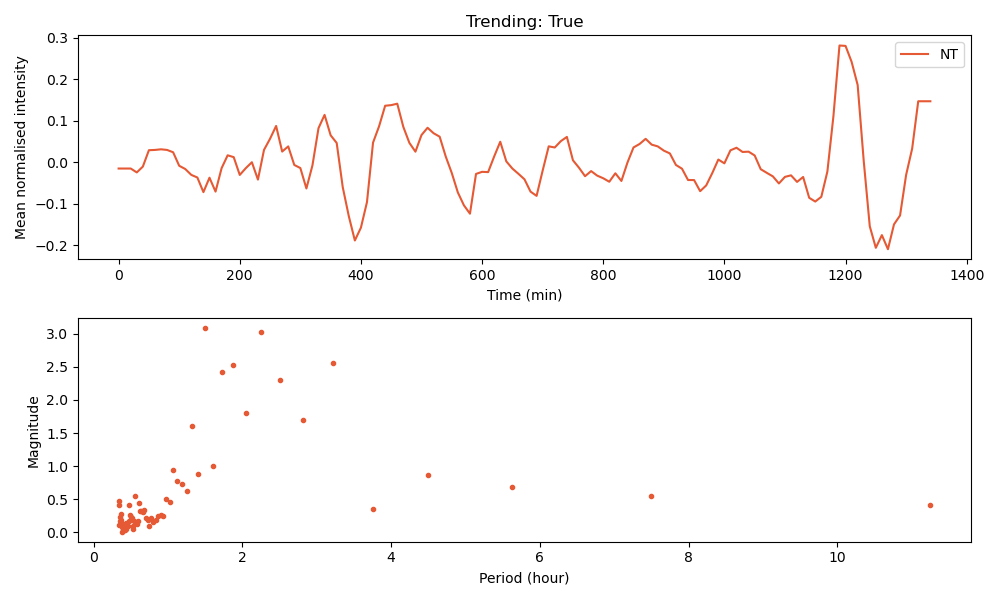 Trending: True
Mean normalised intensity
0.3
0.2
0.1
0.0
−0.1
−0.2
NT
0 200 400 600 800 1000 1200 1400
Time (min)
Magnitude
3.0
2.5
2.0
1.5
1.0
0.5
0.0
0 2 4 6 8 10
Period (hour)